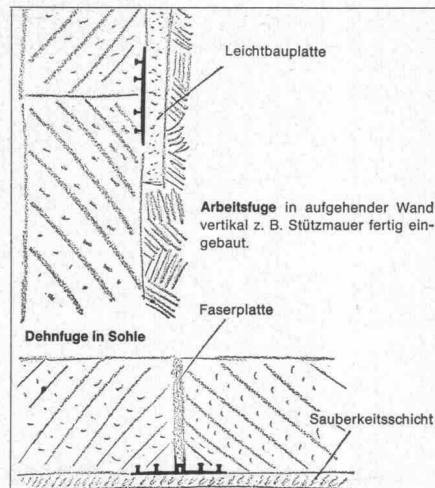 Leichtbauplatte
Arbeitsfuge in aufgehender Wand
vertikal z. B. Stützmauer fertig ein-
gebaut.
Faserplatte
Dehnfuge in Sohle
Sauberkeitsschicht